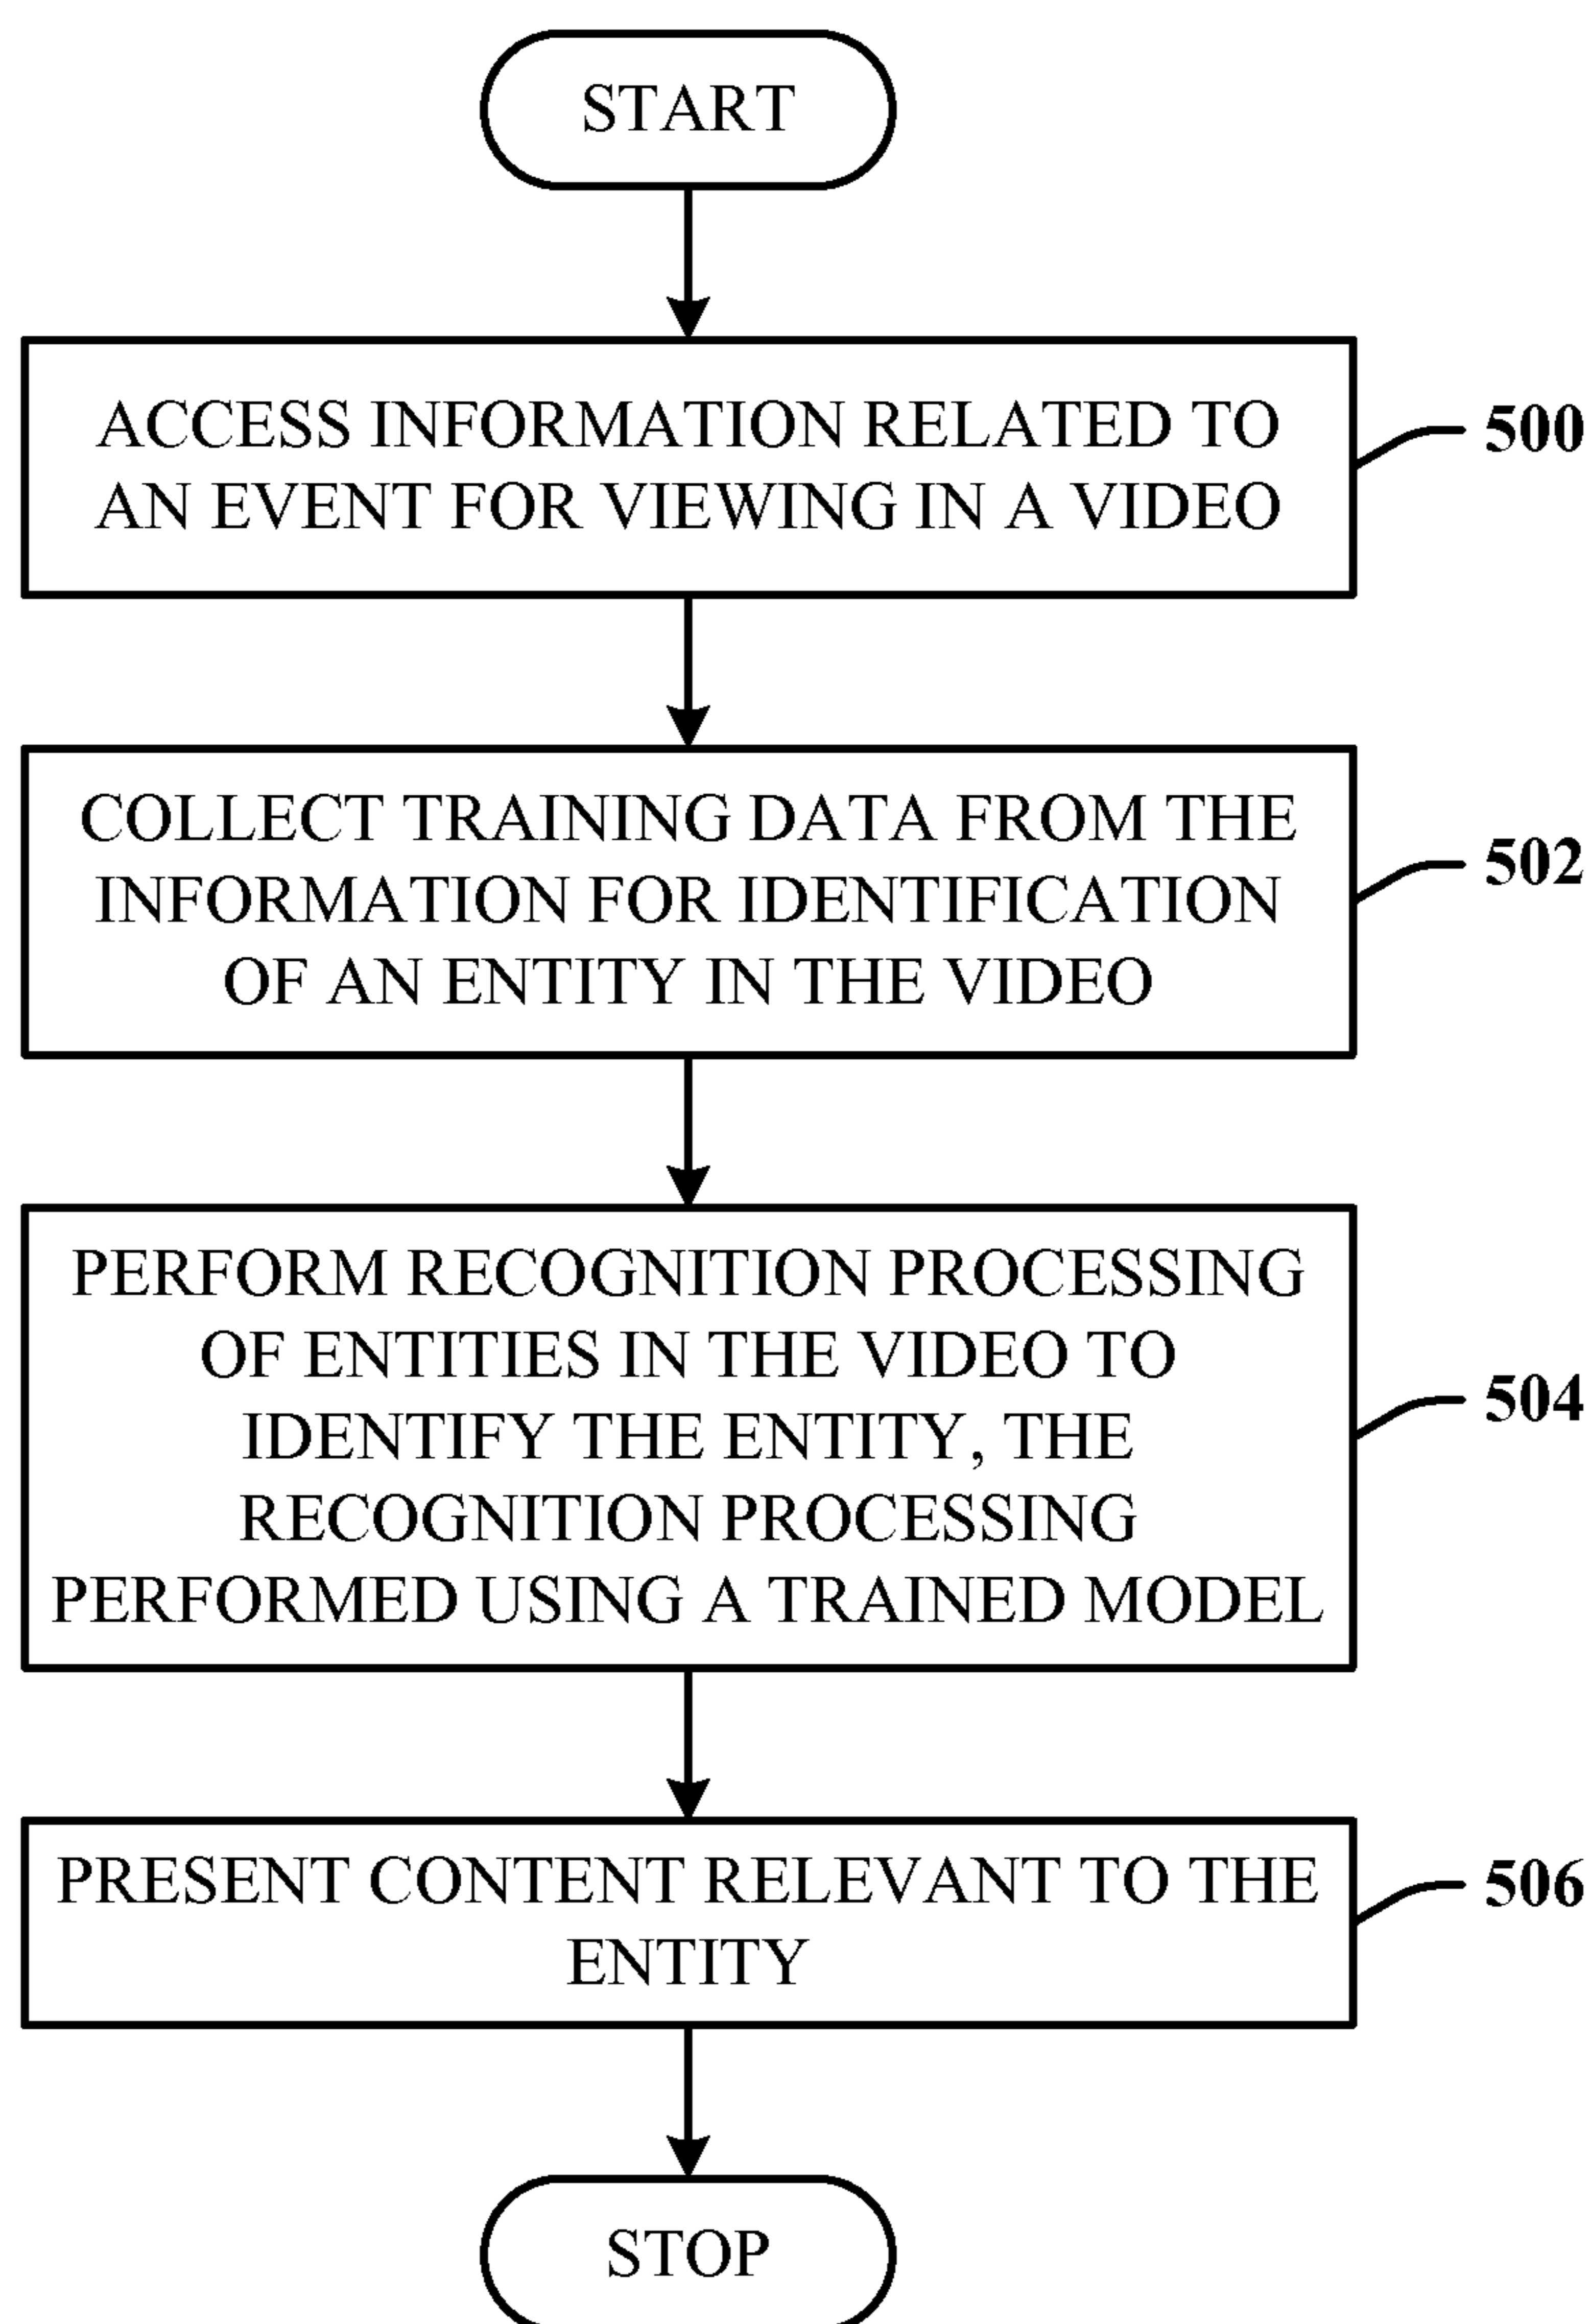 START
ACCESS INFORMATION RELATED TO
AN EVENT FOR VIEWING IN A VIDEO
500
COLLECT TRAINING DATA FROM THE
INFORMATION FOR IDENTIFICATION
OF AN ENTITY IN THE VIDEO
502
PERFORM RECOGNITION PROCESSING
OF ENTITIES IN THE VIDEO TO
IDENTIFY THE ENTITY, THE
RECOGNITION PROCESSING
PERFORMED USING A TRAINED MODEL
504
PRESENT CONTENT RELEVANT TO THE
ENTITY
506
STOP